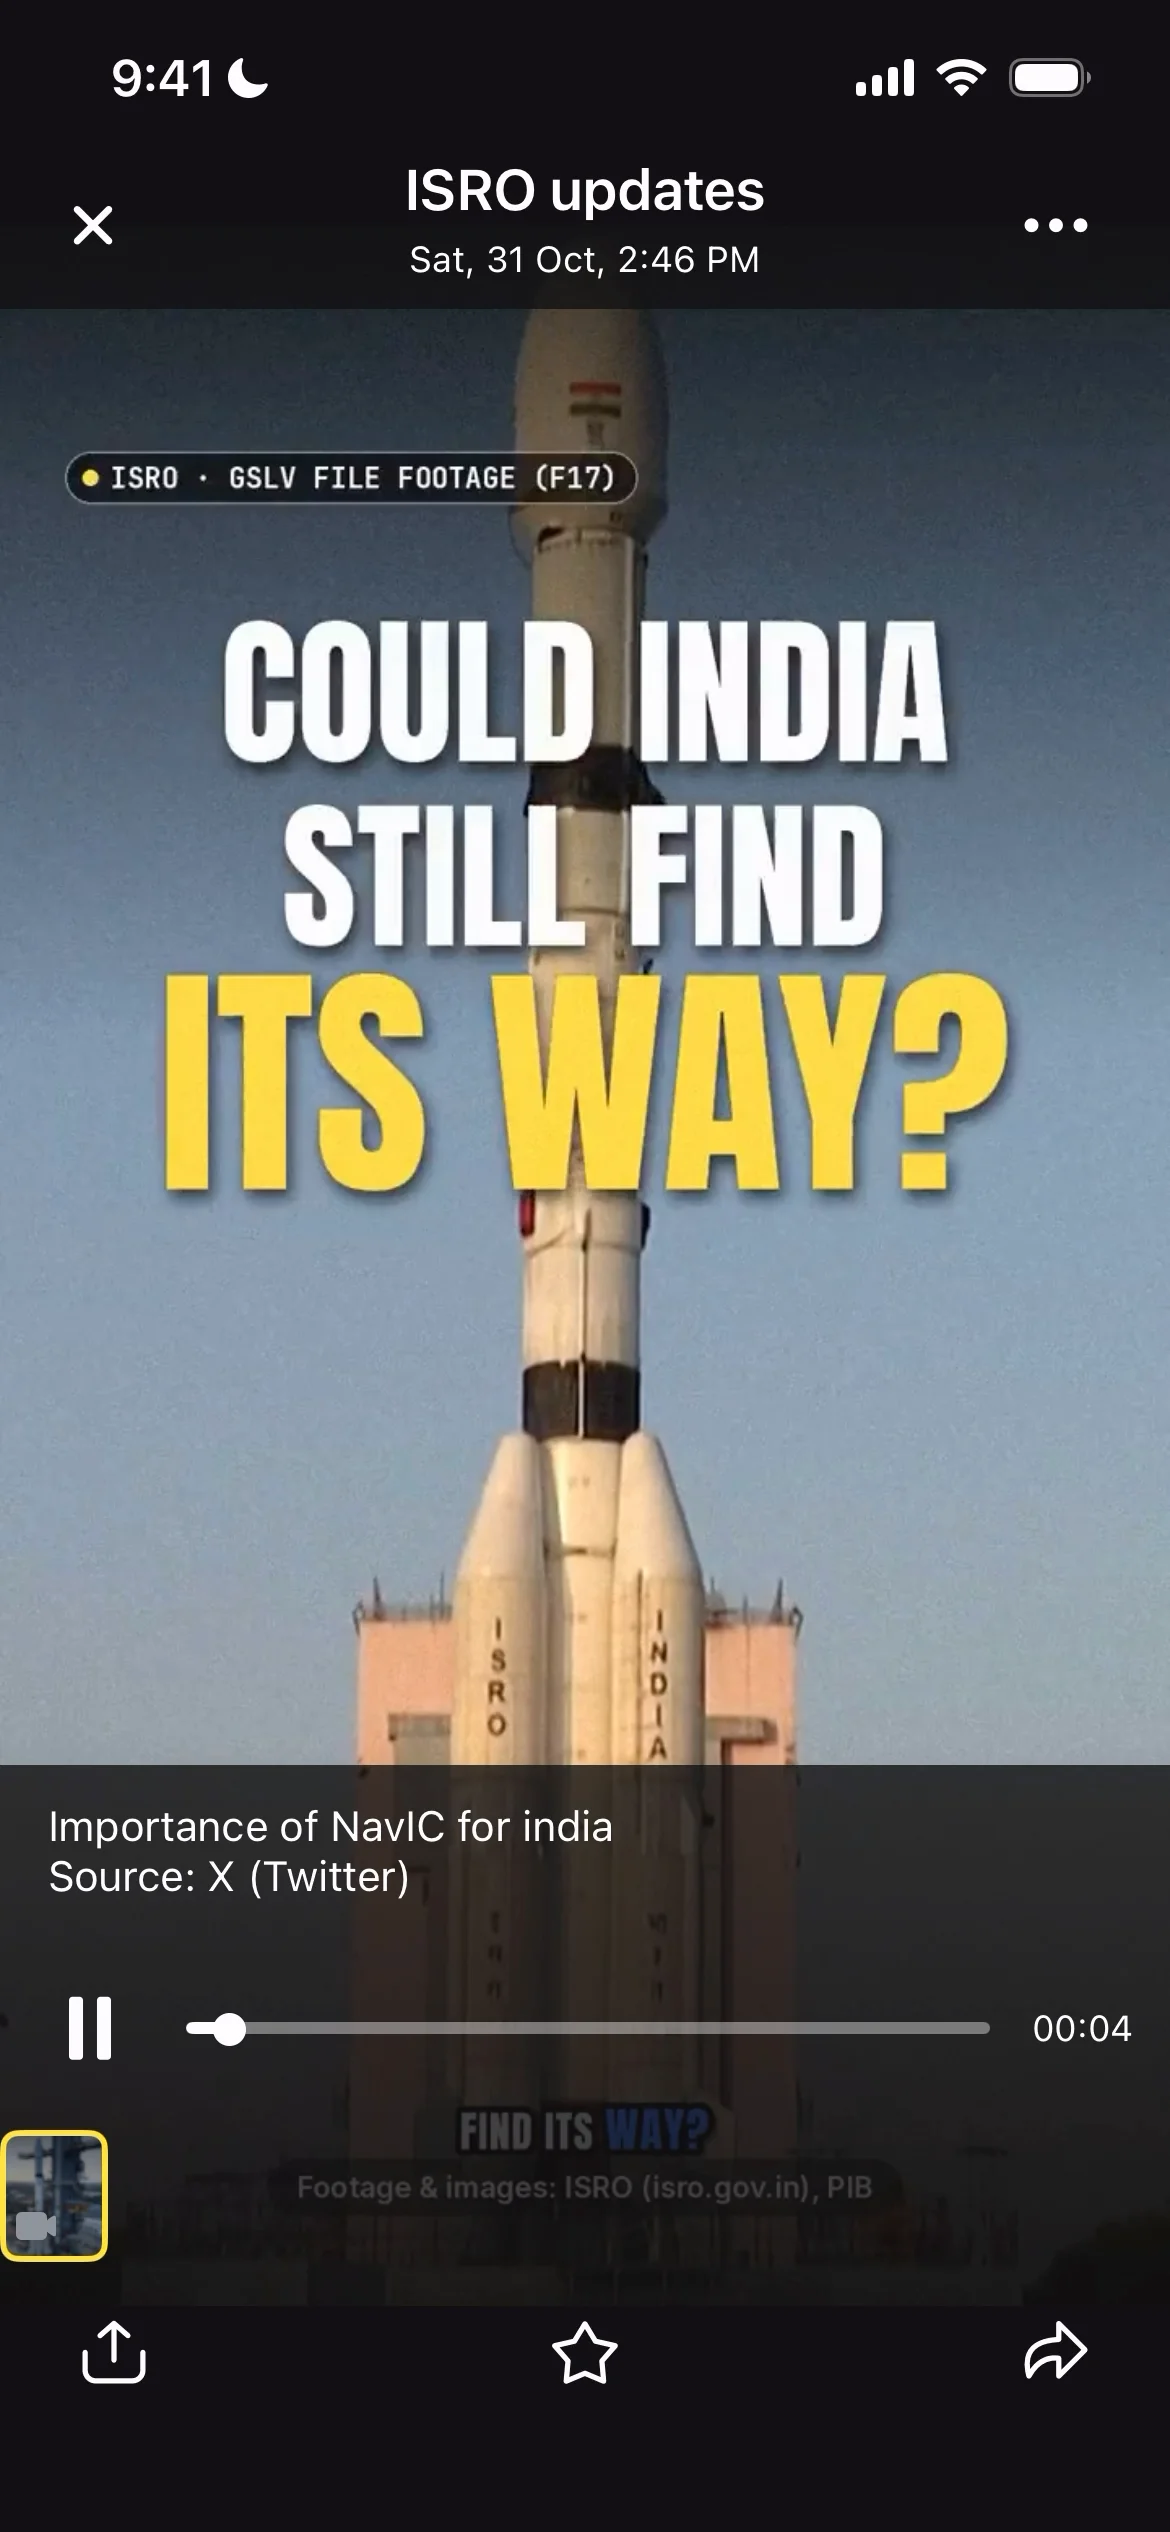 9:41
ISRO updates
Sat, 31 Oct, 2:46 PM
ISRO · GSLV FILE FOOTAGE (F17)
COULD INDIA
STILL FIND
ITS WAY?
ISRO
INDIA
Importance of NavIC for india
Source: X (Twitter)
00:04
FIND ITS WAY?
Footage & images: ISRO (isro.gov.in), PIB